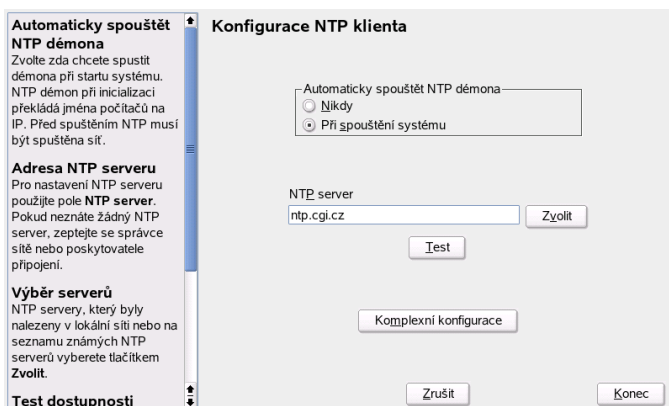 Automaticky spouštět
NTP démona
Zvolte zda chcete spustit
démona při startu systému.
NTP démon při inicializaci
překládá jména počítačů na
IP. Před spuštěním NTP musí
být spuštěna síť.
Adresa NTP serveru
Pro nastavení NTP serveru
použijte pole NTP server.
Pokud neznáte žádný NTP
server, zeptejte se správce
sítě nebo poskytovatele
připojení.
Výběr serverů
NTP servery, který byly
nalezeny v lokální síti nebo na
seznamu známých NTP
serverů vyberete tlačítkem
Zvolit.
Test dostupnosti
Konfigurace NTP klienta
Automaticky spouštět NTP démona
Nikdy
Při spouštění systému
NTP server
ntp.cgi.cz
Zvolit
Test
Komplexní konfigurace
Zrušit
Konec